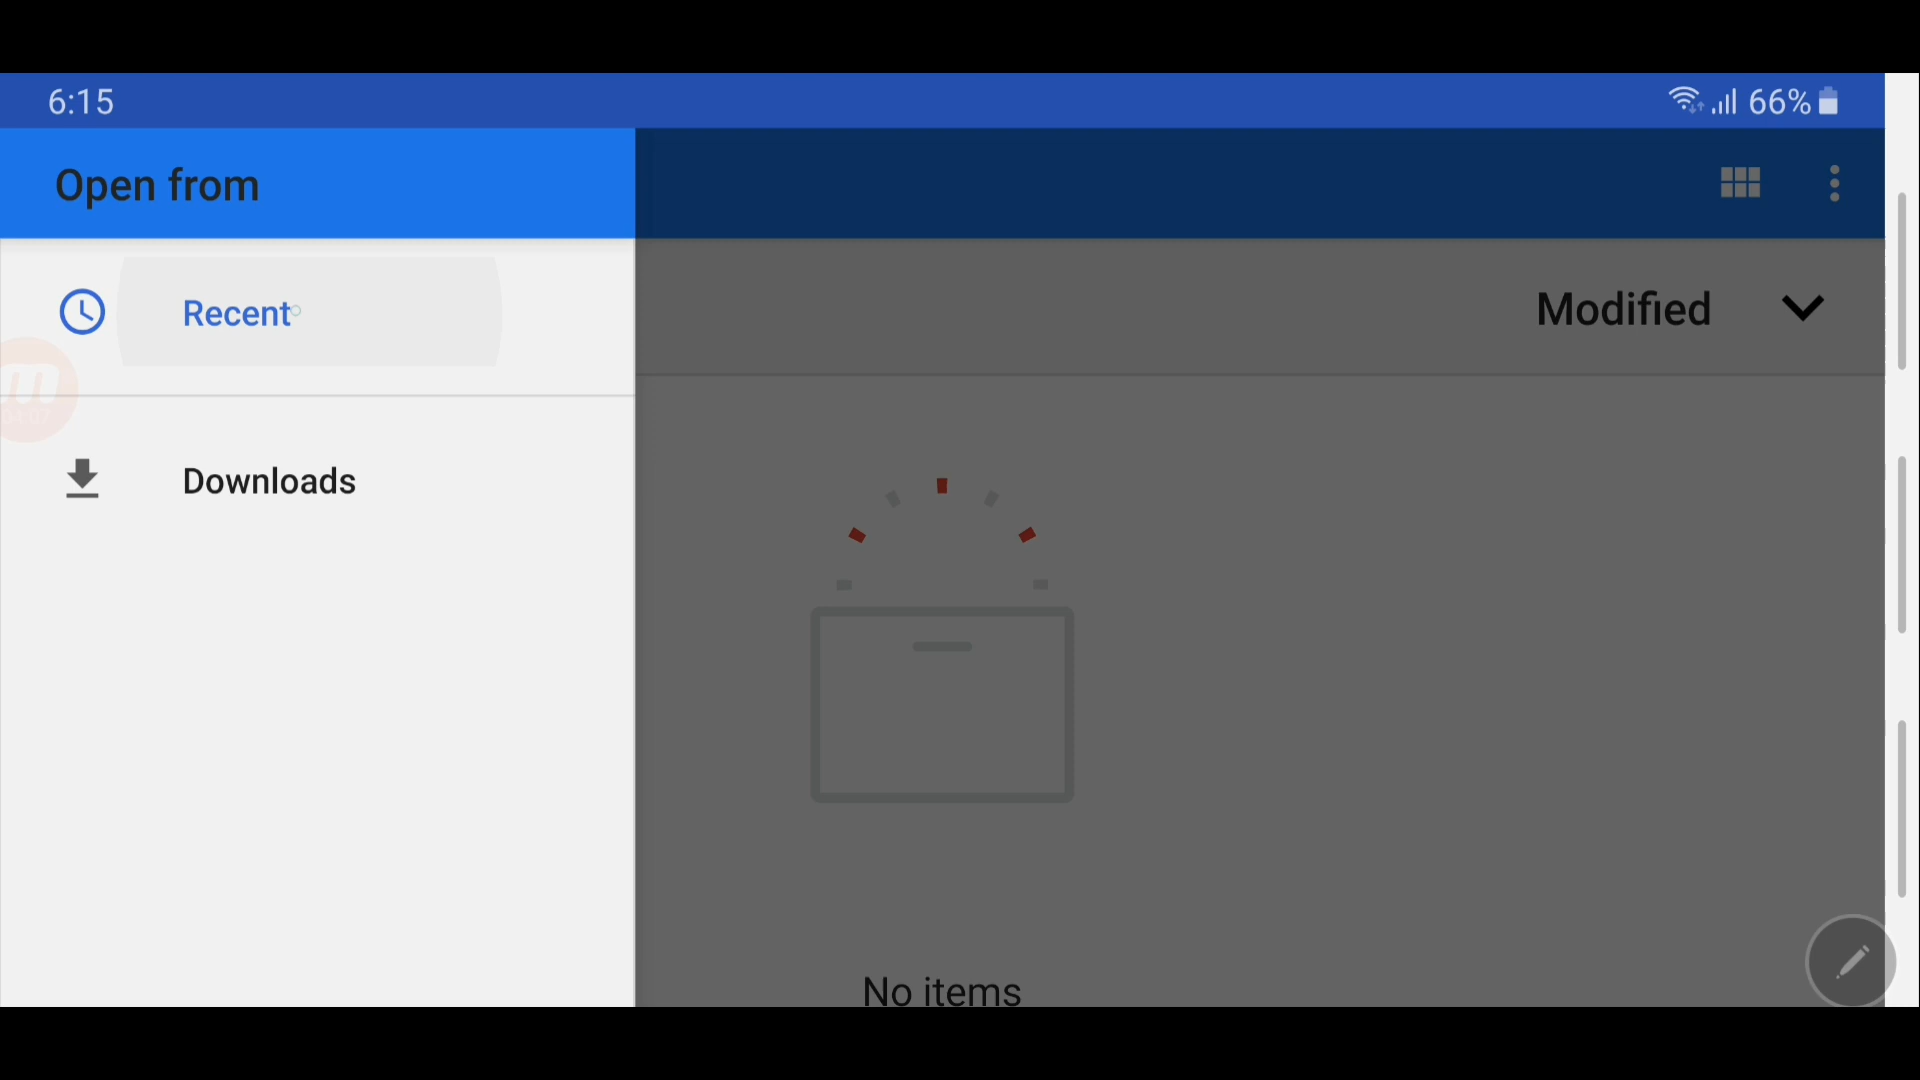 6:15
66%
Open from
Recent
Modified
Downloads
No items